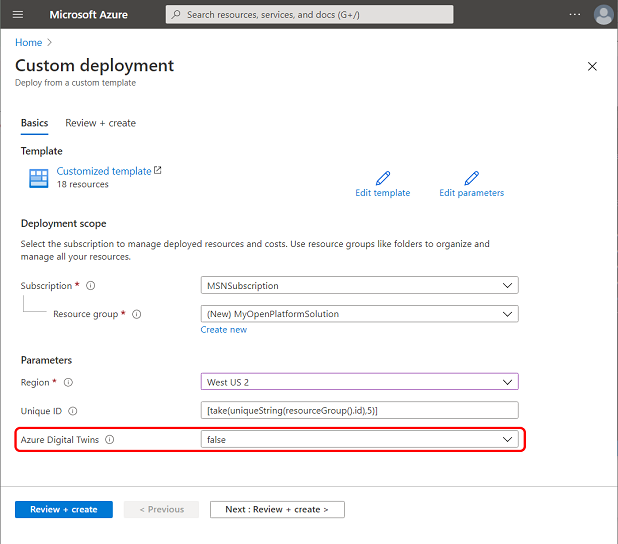 Microsoft Azure
Search resources, services, and docs (G+/)
...
Home >
Custom deployment
Deploy from a custom template
Basics
Review + create
Template
Customized template
18 resources
Edit template
Edit parameters
Deployment scope
Select the subscription to manage deployed resources and costs. Use resource groups like folders to organize and
manage all your resources.
Subscription *
MSNSubscription
Resource group *
(New) MyOpenPlatformSolution
Create new
Parameters
Region *
West US 2
Unique ID
[take(uniqueString(resourceGroup().id),5)]
Azure Digital Twins
false
Review + create
< Previous
Next : Review + create >